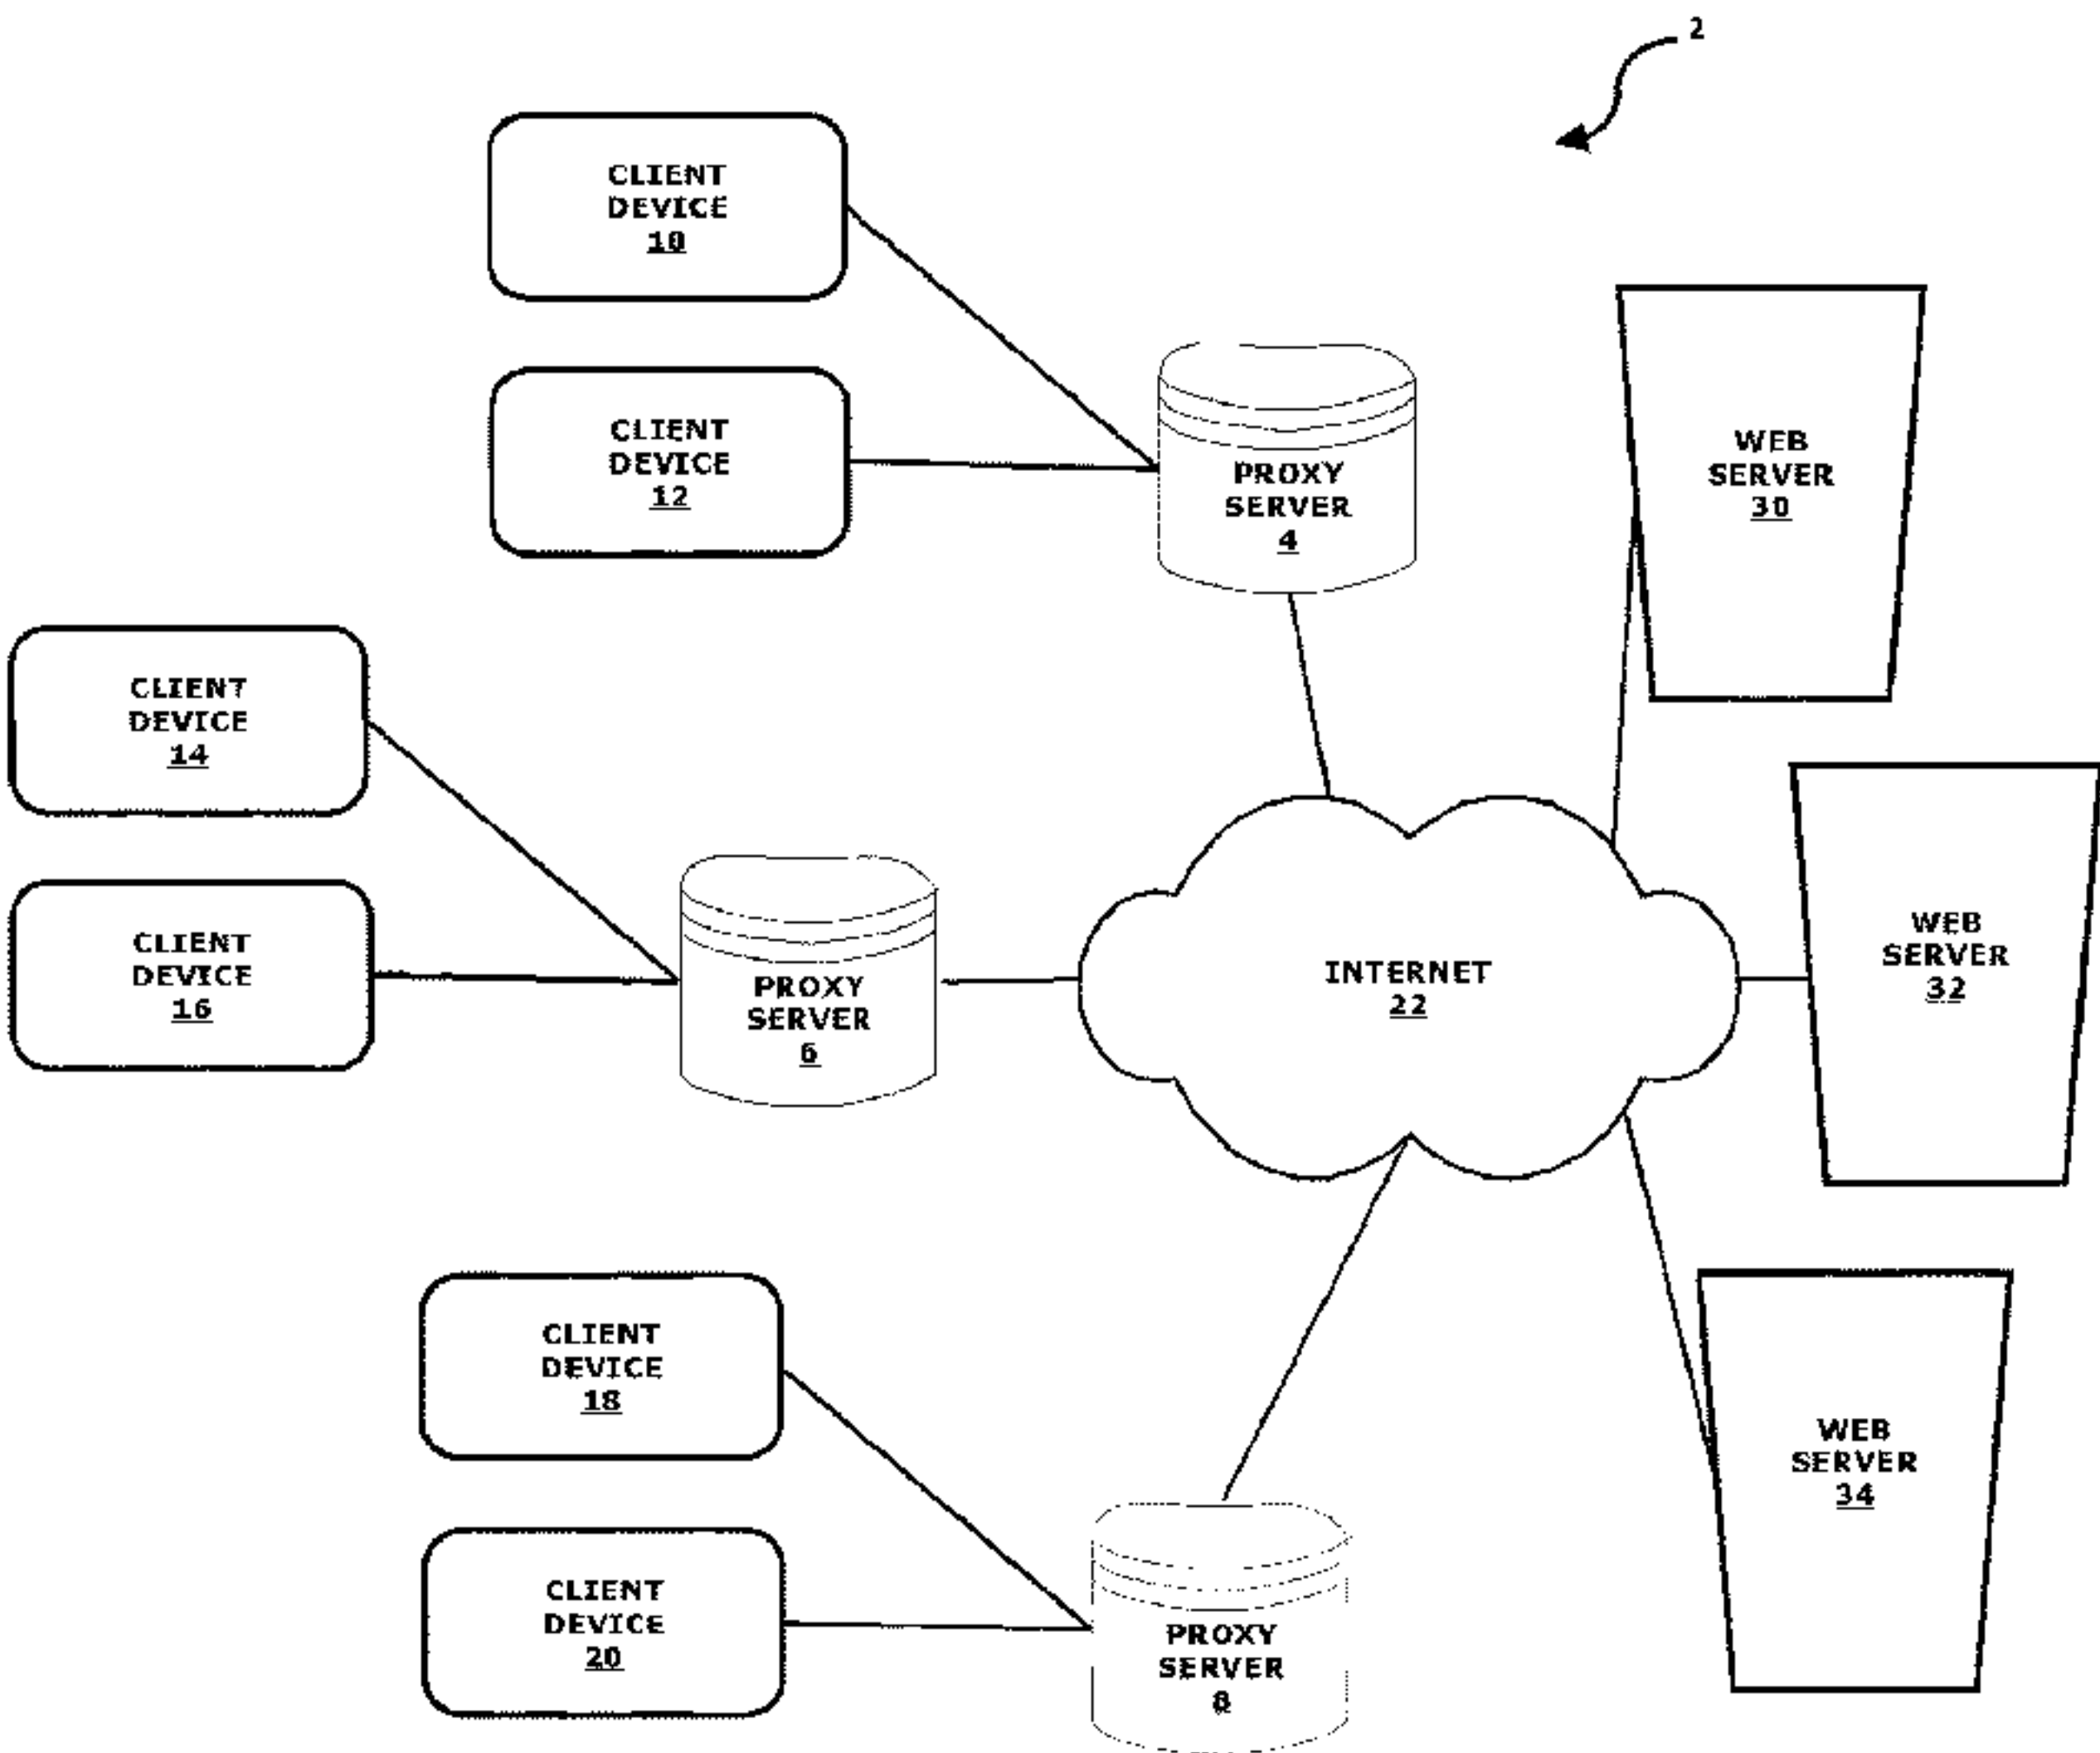 2
CLIENT
DEVICE
10
CLIENT
DEVICE
12
PROXY
SERVER
4
WEB
SERVER
30
CLIENT
DEVICE
14
CLIENT
DEVICE
16
PROXY
SERVER
6
INTERNET
22
WEB
SERVER
32
CLIENT
DEVICE
18
CLIENT
DEVICE
20
PROXY
SERVER
8
WEB
SERVER
34